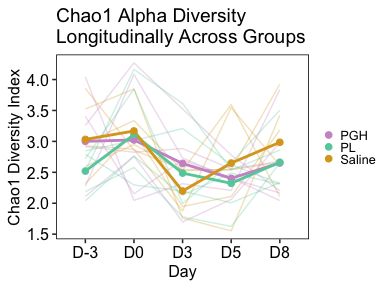 Chao1 Alpha Diversity
Longitudinally Across Groups
Chao1 Diversity Index
4.0
3.5
3.0
2.5
2.0
1.5
D-3 D0 D3 D5 D8
Day
PGH
PL
Saline